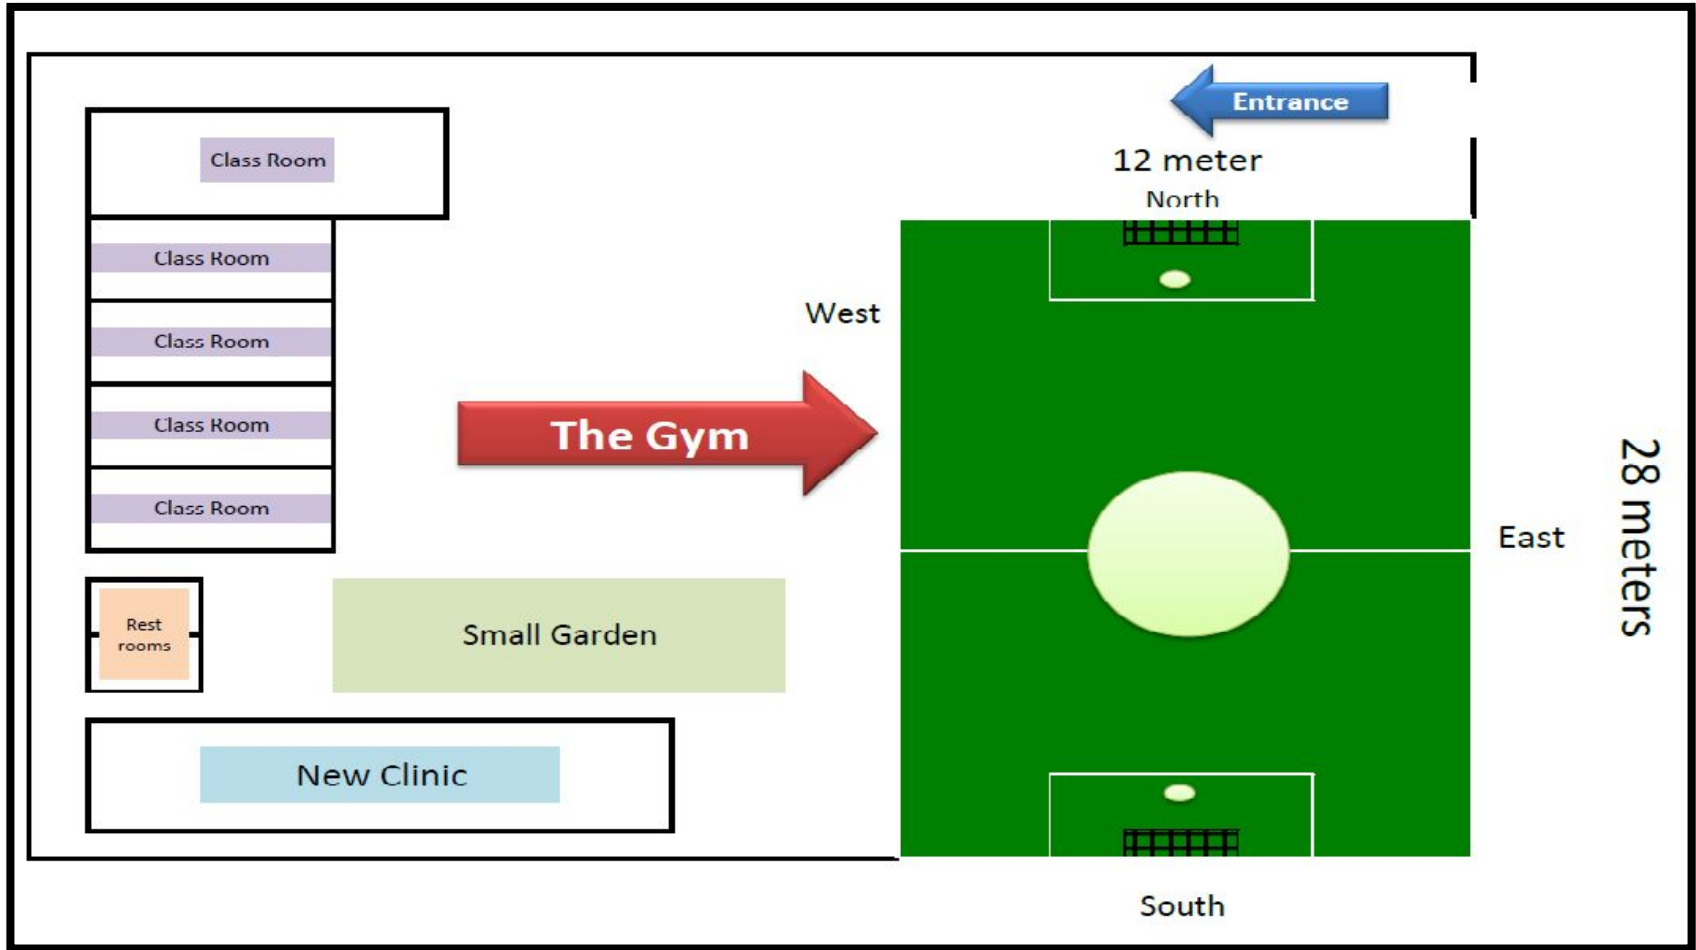 Entrance
12 meter
North
Class Room
Class Room
West
Class Room
The Gym
Class Room
28 meters
Class Room
East
Rest
rooms
Small Garden
New Clinic
South